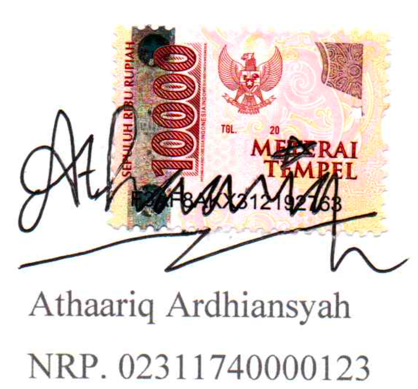 SEPULUH RIBU RUPIAH
10000
TGL. 20
METERAI
TEMPEL
Athaariq Ardhiansyah
NRP. 02311740000123